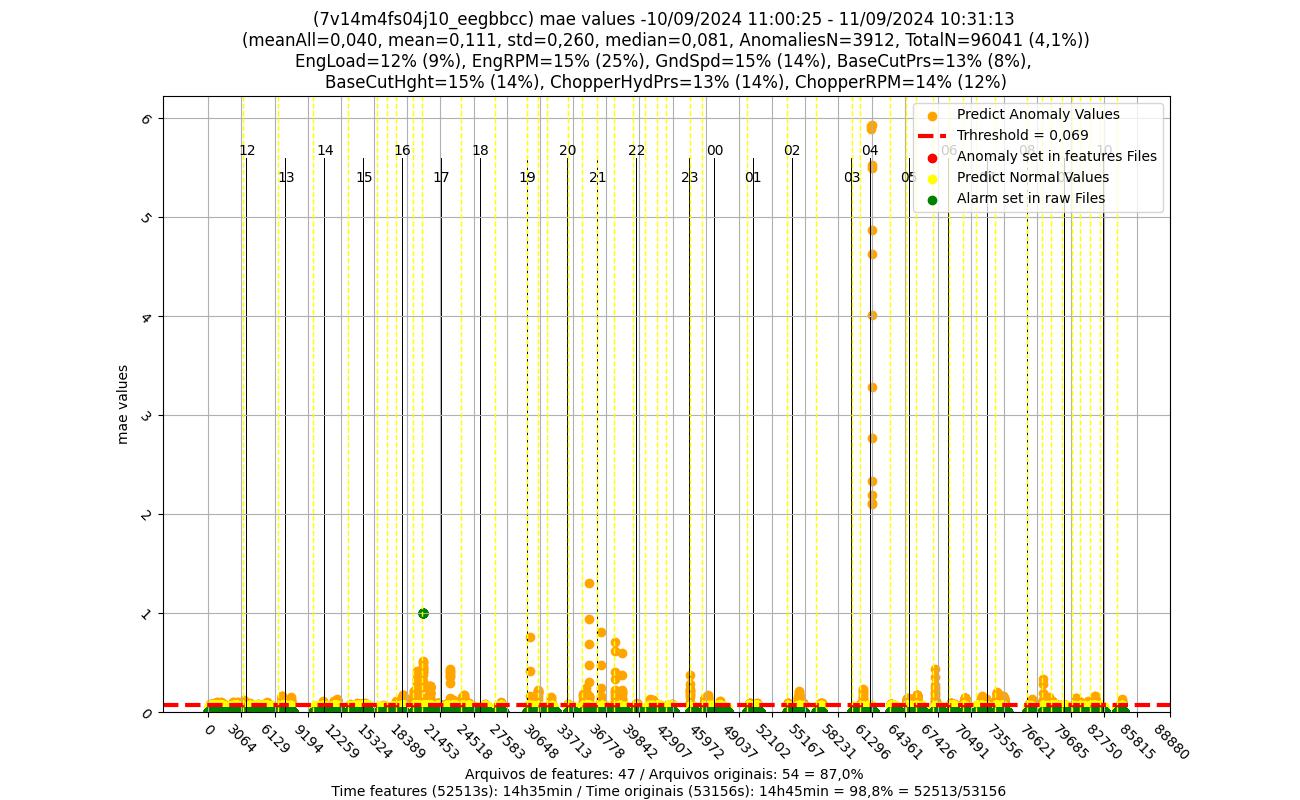 (7v14m4fs04j10_eegbbcc) mae values -10/09/2024 11:00:25 - 11/09/2024 10:31:13
(meanAll=0,040, mean=0,111, std=0,260, median=0,081, AnomaliesN=3912, TotalN=96041 (4,1%))
EngLoad=12% (9%), EngRPM=15% (25%), GndSpd=15% (14%), BaseCutPrs=13% (8%),
BaseCutHght=15% (14%), ChopperHydPrs=13% (14%), ChopperRPM=14% (12%)
Predict Anomaly Values
Trhreshold = 0,069
Anomaly set in features Files
Predict Normal Values
Alarm set in raw Files
12 14 16 18 20 22 00 02 04 06 08 10
13 15 17 19 21 23 01 03 05
mae values
6
5
4
3
2
1
0
0 3064 6129 9194 12259 15324 18389 21453 24518 27583 30648 33713 36778 39842 42907 45972 49037 52102 55167 58231 61296 64361 67426 70491 73556 76621 79685 82750 85815 88880
Arquivos de features: 47 / Arquivos originais: 54 = 87,0%
Time features (52513s): 14h35min / Time originais (53156s): 14h45min = 98,8% = 52513/53156